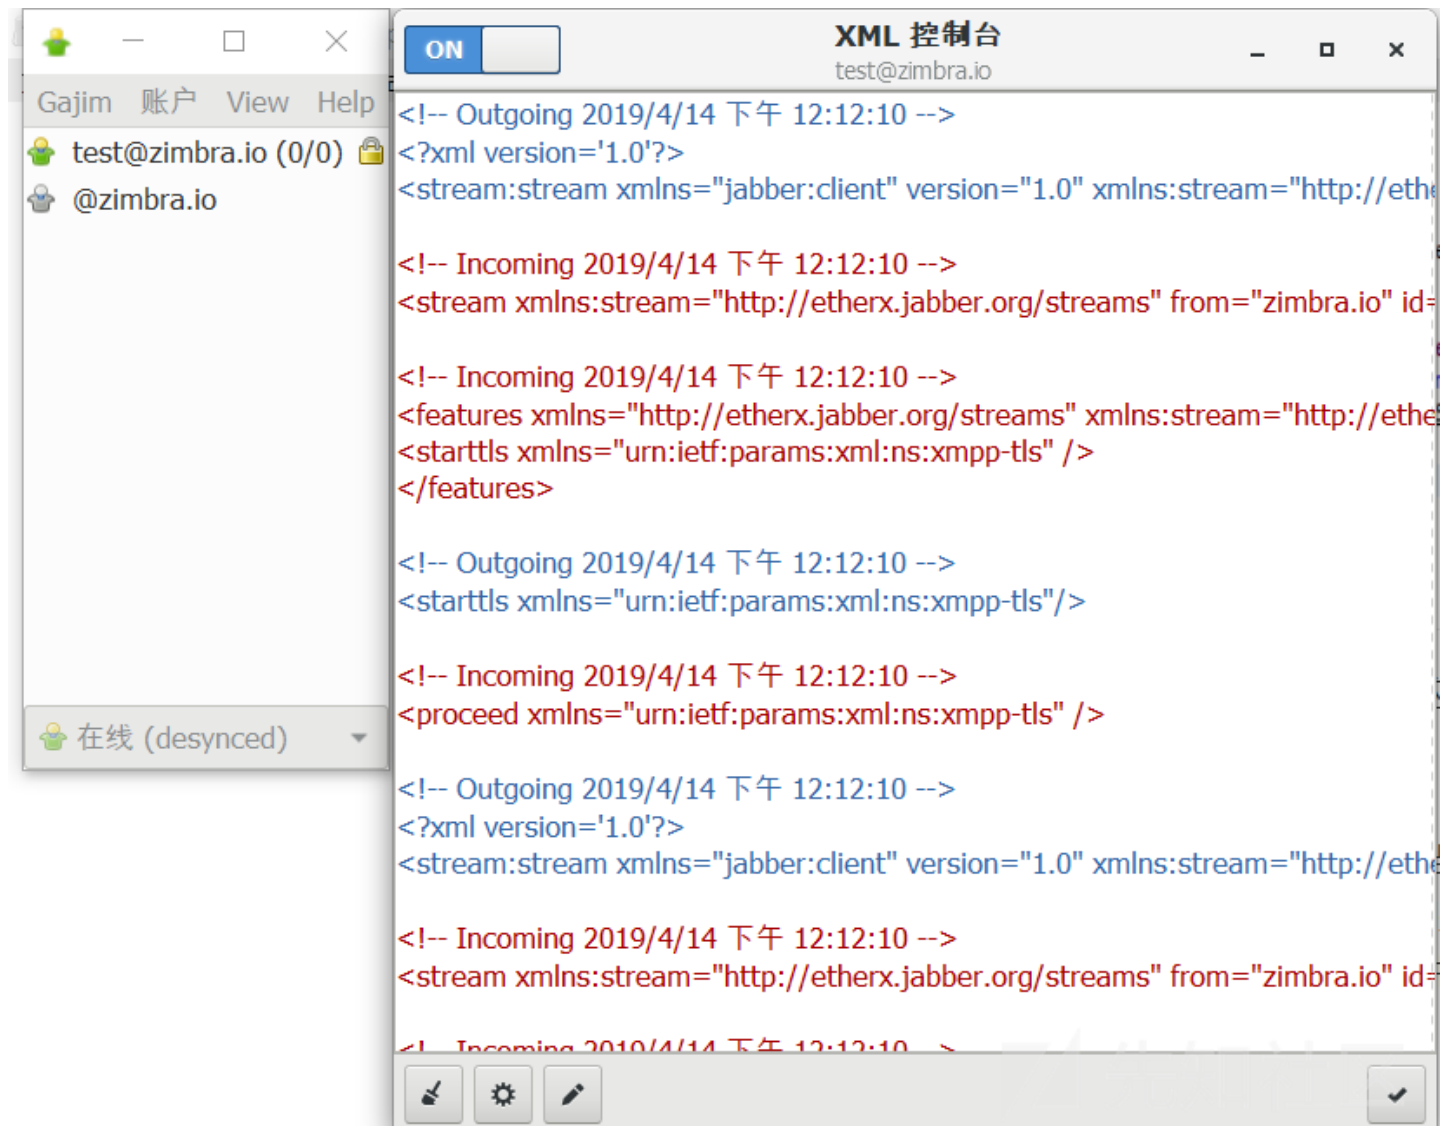 Gajim 账户 View Help
test@zimbra.io (0/0)
@zimbra.io
在线 (desynced)
ON
XML 控制台
test@zimbra.io
<!-- Outgoing 2019/4/14 下午 12:12:10 -->
<?xml version='1.0'?>
<stream:stream xmlns="jabber:client" version="1.0" xmlns:stream="http://ethe
<!-- Incoming 2019/4/14 下午 12:12:10 -->
<stream xmlns:stream="http://etherx.jabber.org/streams" from="zimbra.io" id=
<!-- Incoming 2019/4/14 下午 12:12:10 -->
<features xmlns="http://etherx.jabber.org/streams" xmlns:stream="http://ethe
<starttls xmlns="urn:ietf:params:xml:ns:xmpp-tls" />
</features>
<!-- Outgoing 2019/4/14 下午 12:12:10 -->
<starttls xmlns="urn:ietf:params:xml:ns:xmpp-tls"/>
<!-- Incoming 2019/4/14 下午 12:12:10 -->
<proceed xmlns="urn:ietf:params:xml:ns:xmpp-tls" />
<!-- Outgoing 2019/4/14 下午 12:12:10 -->
<?xml version='1.0'?>
<stream:stream xmlns="jabber:client" version="1.0" xmlns:stream="http://ethe
<!-- Incoming 2019/4/14 下午 12:12:10 -->
<stream xmlns:stream="http://etherx.jabber.org/streams" from="zimbra.io" id=
<!-- Incoming 2019/4/14 下午 12:12:10 -->